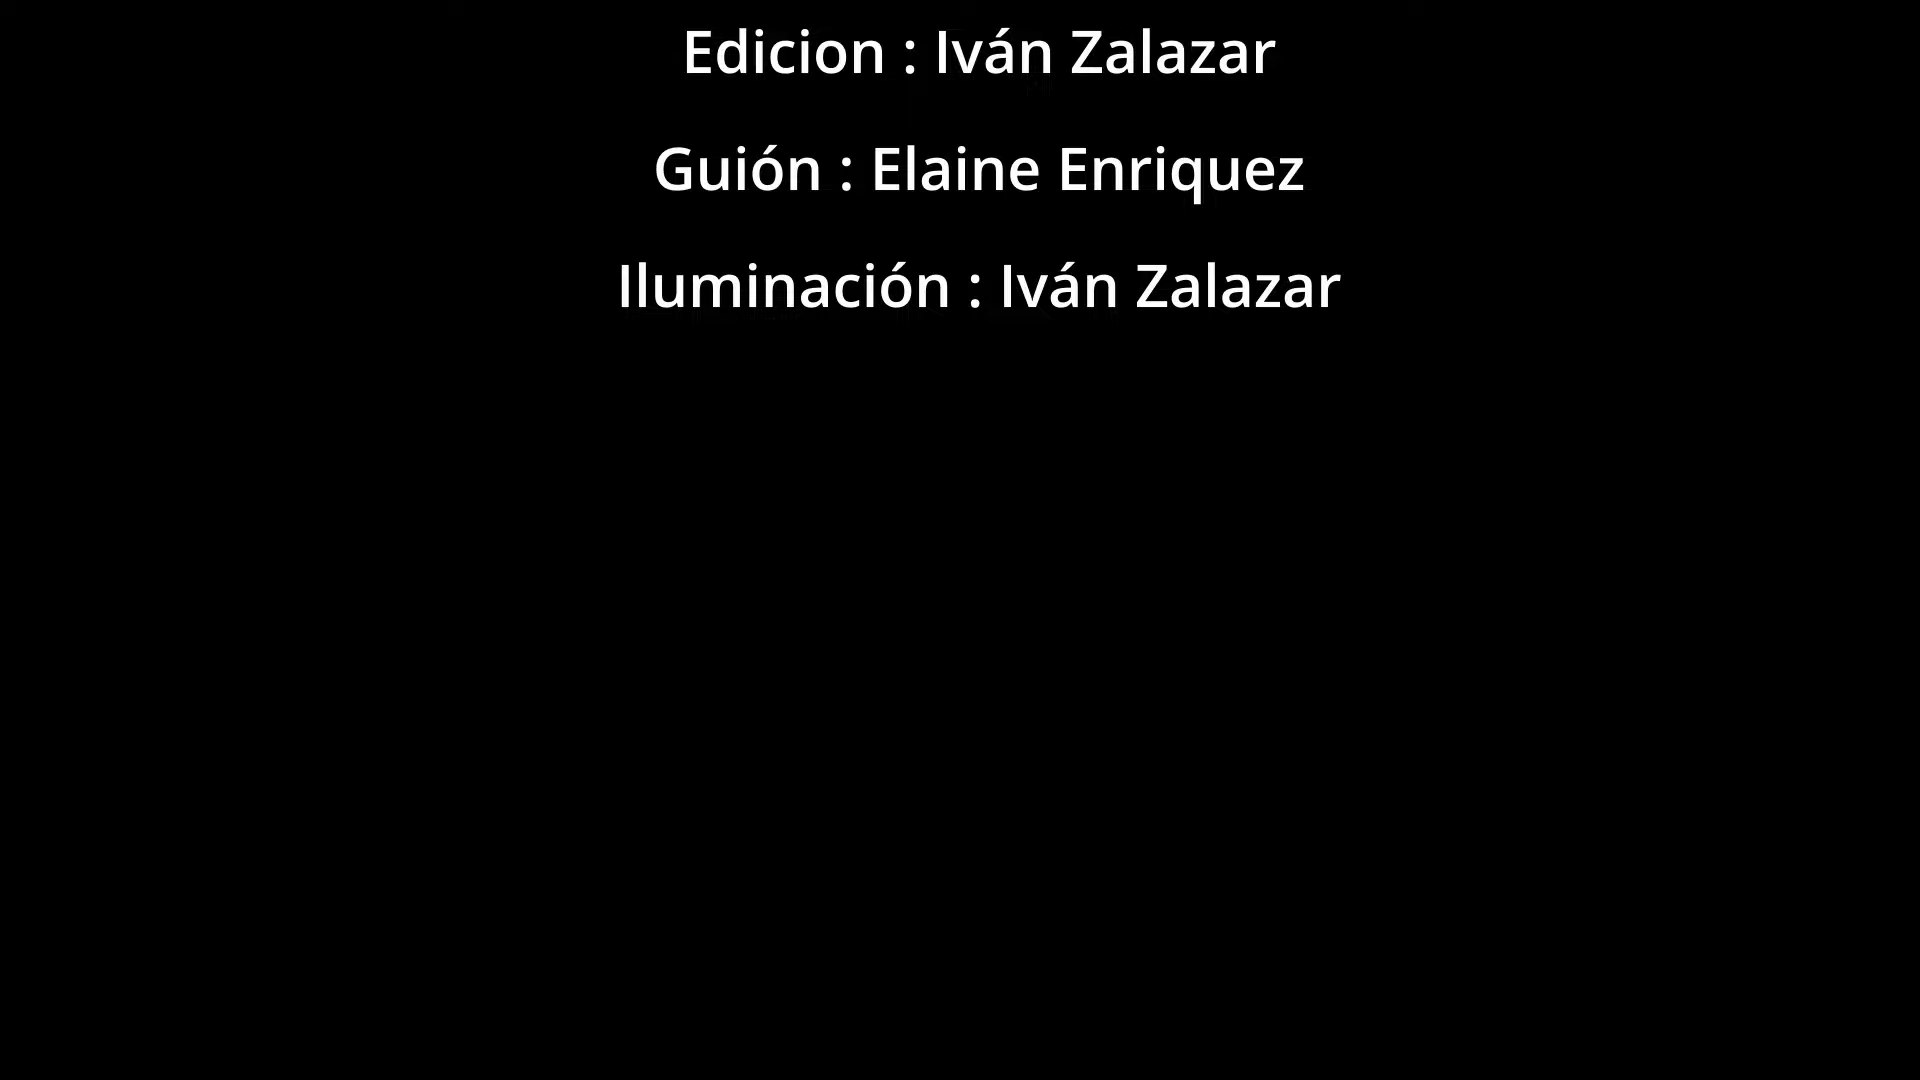 Edicion : Iván Zalazar
Guión : Elaine Enriquez
Iluminación : Iván Zalazar